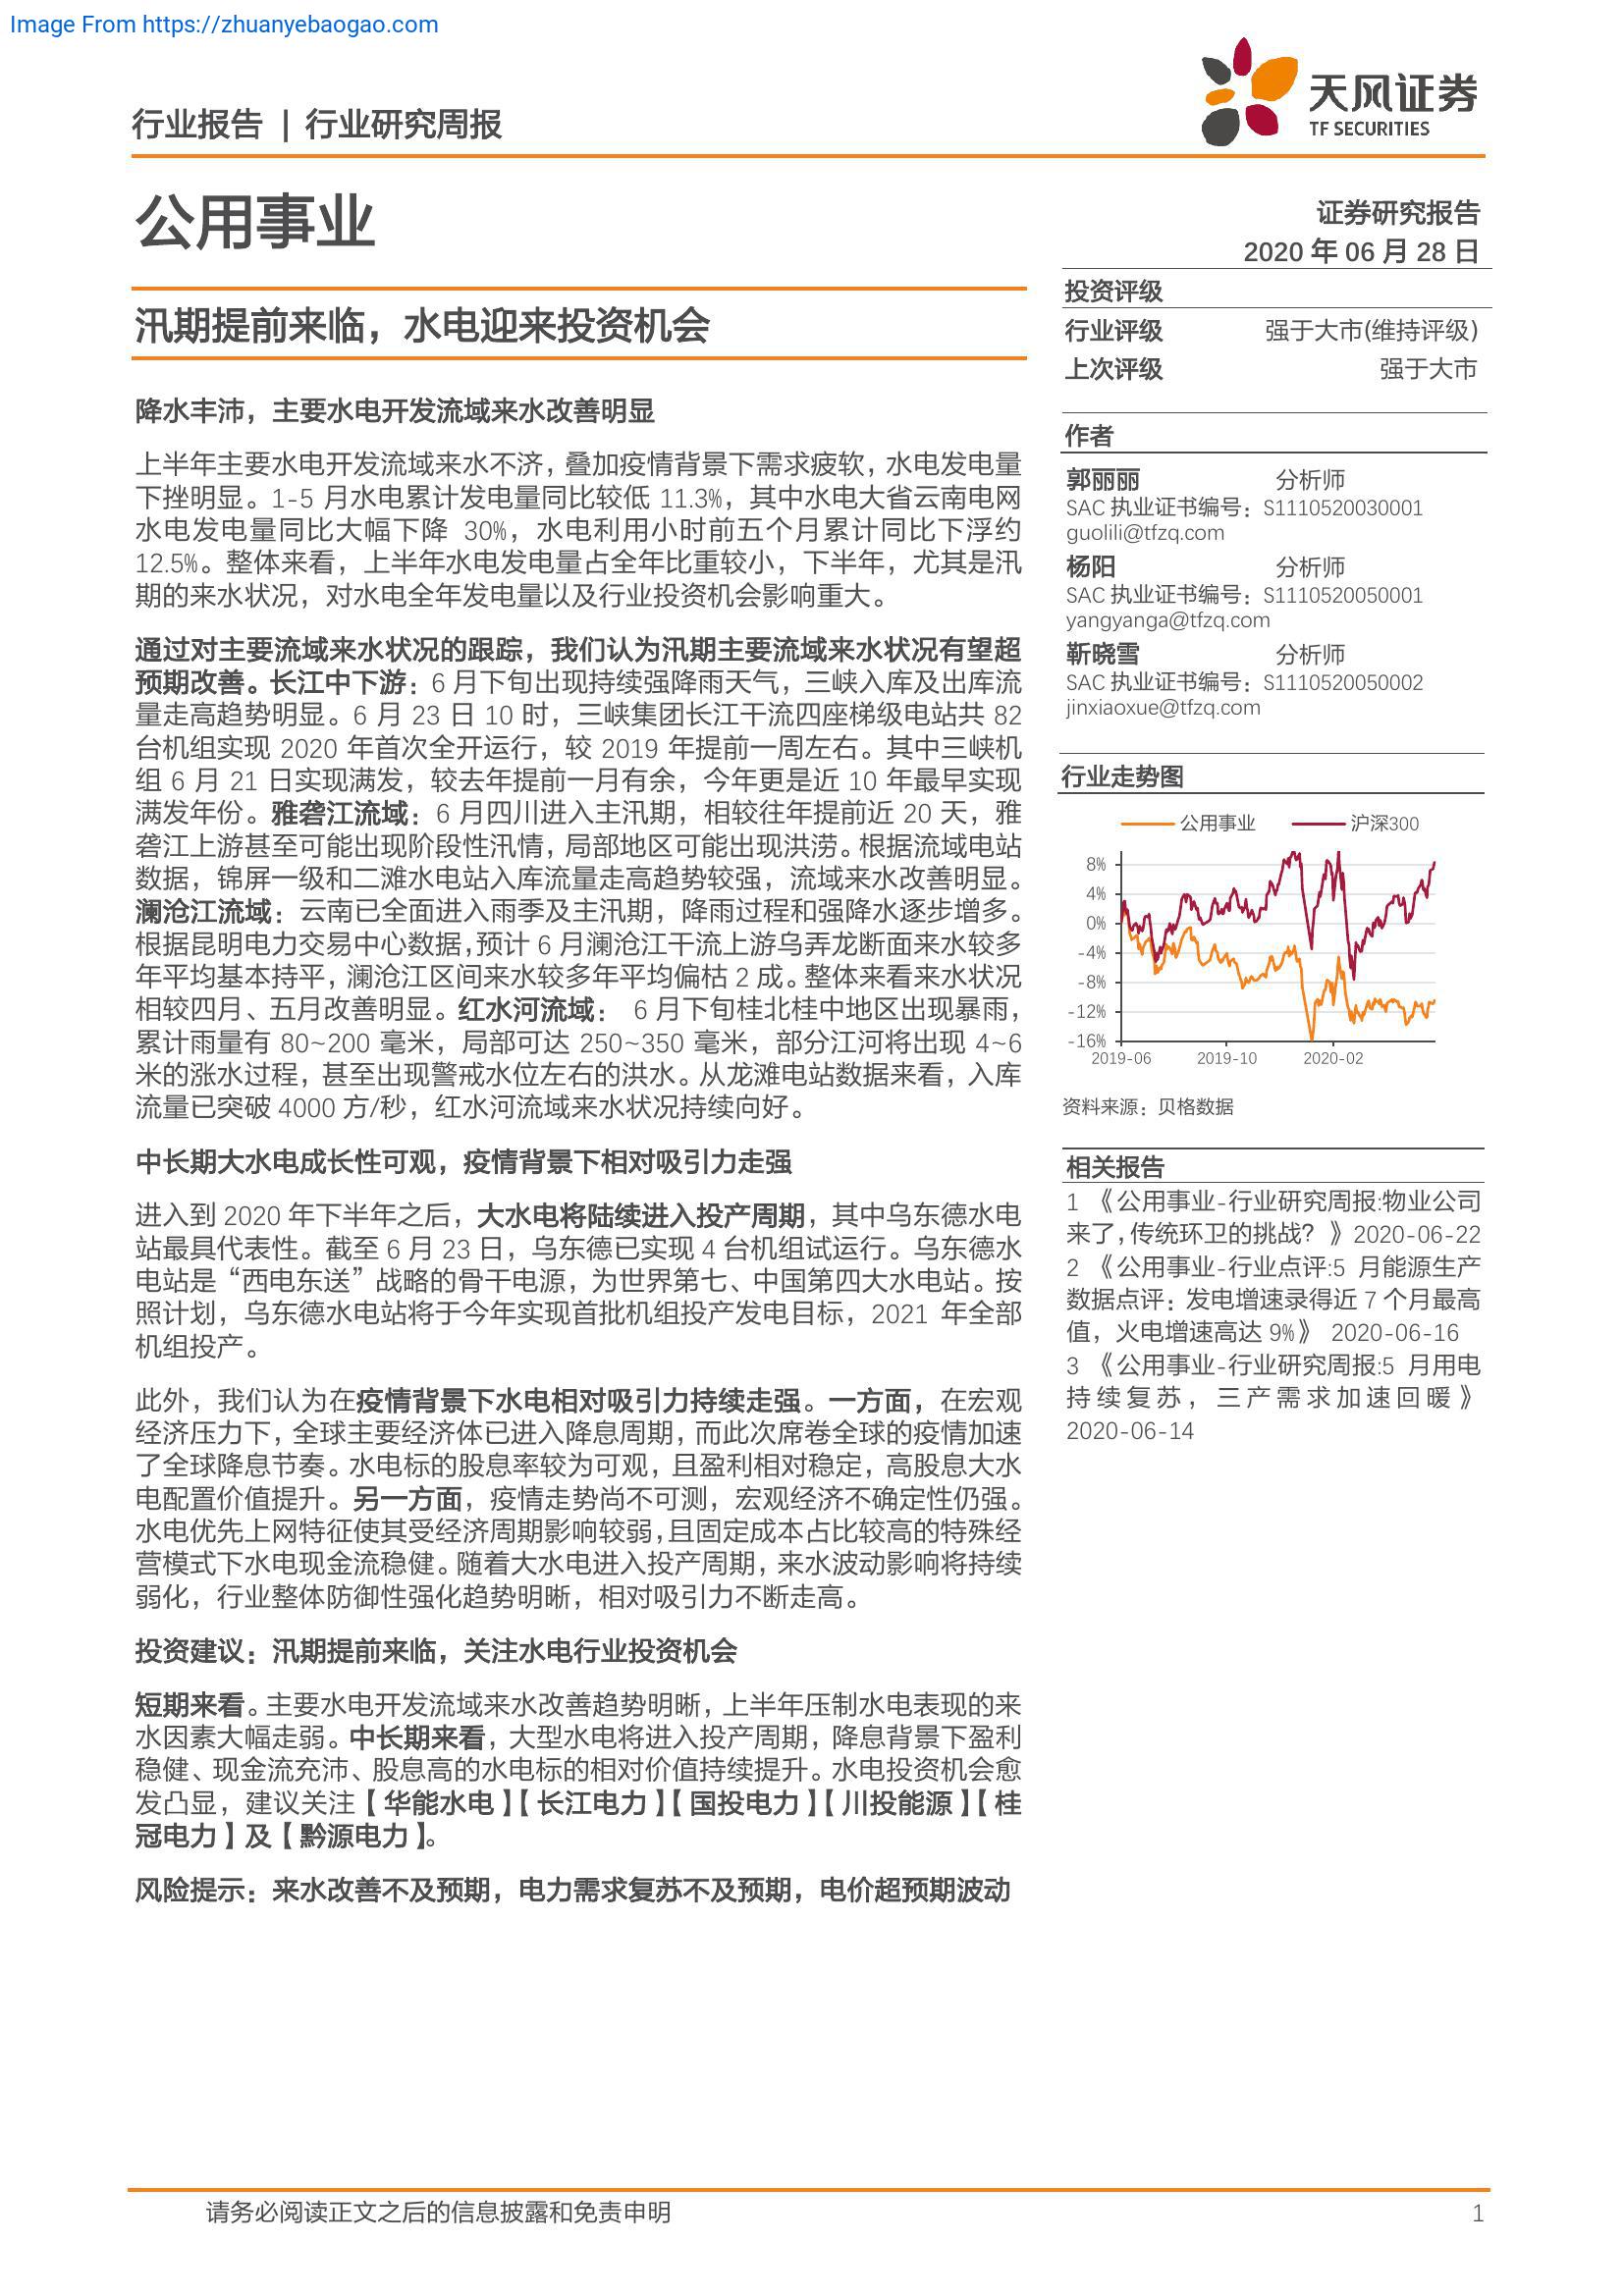 Image From https://zhuanyebaogao.com
天风证券
TF SECURITIES
行业报告 | 行业研究周报
公用事业
证券研究报告
2020 年 06 月 28 日
汛期提前来临，水电迎来投资机会
降水丰沛，主要水电开发流域来水改善明显
上半年主要水电开发流域来水不济，叠加疫情背景下需求疲软，水电发电量
下挫明显。1-5 月水电累计发电量同比较低 11.3%，其中水电大省云南电网
水电发电量同比大幅下降 30%，水电利用小时前五个月累计同比下浮约
12.5%。整体来看，上半年水电发电量占全年比重较小，下半年，尤其是汛
期的来水状况，对水电全年发电量以及行业投资机会影响重大。
通过对主要流域来水状况的跟踪，我们认为汛期主要流域来水状况有望超
预期改善。长江中下游：6 月下旬出现持续强降雨天气，三峡入库及出库流
量走高趋势明显。6 月 23 日 10 时，三峡集团长江干流四座梯级电站共 82
台机组实现 2020 年首次全开运行，较 2019 年提前一周左右。其中三峡机
组 6 月 21 日实现满发，较去年提前一月有余，今年更是近 10 年最早实现
满发年份。雅砻江流域：6 月四川进入主汛期，相较往年提前近 20 天，雅
砻江上游甚至可能出现阶段性汛情，局部地区可能出现洪涝。根据流域电站
数据，锦屏一级和二滩水电站入库流量走高趋势较强，流域来水改善明显。
澜沧江流域：云南已全面进入雨季及主汛期，降雨过程和强降水逐步增多。
根据昆明电力交易中心数据，预计 6 月澜沧江干流上游乌弄龙断面来水较多
年平均基本持平，澜沧江区间来水较多年平均偏枯 2 成。整体来看来水状况
相较四月、五月改善明显。红水河流域： 6 月下旬桂北桂中地区出现暴雨，
累计雨量有 80~200 毫米，局部可达 250~350 毫米，部分江河将出现 4~6
米的涨水过程，甚至出现警戒水位左右的洪水。从龙滩电站数据来看，入库
流量已突破 4000 方/秒，红水河流域来水状况持续向好。
中长期大水电成长性可观，疫情背景下相对吸引力走强
进入到 2020 年下半年之后，大水电将陆续进入投产周期，其中乌东德水电
站最具代表性。截至 6 月 23 日，乌东德已实现 4 台机组试运行。乌东德水
电站是“西电东送”战略的骨干电源，为世界第七、中国第四大水电站。按
照计划，乌东德水电站将于今年实现首批机组投产发电目标，2021 年全部
机组投产。
此外，我们认为在疫情背景下水电相对吸引力持续走强。一方面，在宏观
经济压力下，全球主要经济体已进入降息周期，而此次席卷全球的疫情加速
了全球降息节奏。水电标的股息率较为可观，且盈利相对稳定，高股息大水
电配置价值提升。另一方面，疫情走势尚不可测，宏观经济不确定性仍强。
水电优先上网特征使其受经济周期影响较弱，且固定成本占比较高的特殊经
营模式下水电现金流稳健。随着大水电进入投产周期，来水波动影响将持续
弱化，行业整体防御性强化趋势明晰，相对吸引力不断走高。
投资建议：汛期提前来临，关注水电行业投资机会
短期来看。主要水电开发流域来水改善趋势明晰，上半年压制水电表现的来
水因素大幅走弱。中长期来看，大型水电将进入投产周期，降息背景下盈利
稳健、现金流充沛、股息高的水电标的相对价值持续提升。水电投资机会愈
发凸显，建议关注【华能水电】【长江电力】【国投电力】【川投能源】【桂
冠电力】及【黔源电力】。
风险提示：来水改善不及预期，电力需求复苏不及预期，电价超预期波动
投资评级
行业评级 强于大市(维持评级)
上次评级 强于大市
作者
郭丽丽 分析师
SAC 执业证书编号：S1110520030001
guolili@tfzq.com
杨阳 分析师
SAC 执业证书编号：S1110520050001
yangyanga@tfzq.com
靳晓雪 分析师
SAC 执业证书编号：S1110520050002
jinxiaoxue@tfzq.com
行业走势图
公用事业 沪深300
8%
4%
0%
-4%
-8%
-12%
-16%
2019-06 2019-10 2020-02
资料来源：贝格数据
相关报告
1 《公用事业-行业研究周报:物业公司
来了，传统环卫的挑战？》2020-06-22
2 《公用事业-行业点评:5 月能源生产
数据点评：发电增速录得近 7 个月最高
值，火电增速高达 9%》 2020-06-16
3 《公用事业-行业研究周报:5 月用电
持续复苏，三产需求加速回暖》
2020-06-14
请务必阅读正文之后的信息披露和免责申明 1